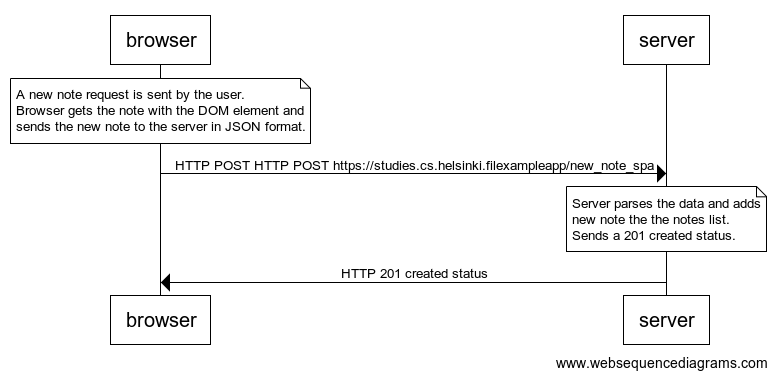 browser
server
A new note request is sent by the user.
Browser gets the note with the DOM element and
sends the new note to the server in JSON format.
HTTP POST HTTP POST https://studies.cs.helsinki.filexampleapp/new_note_spa
Server parses the data and adds
new note the the notes list.
Sends a 201 created status.
HTTP 201 created status
browser
server
www.websequencediagrams.com